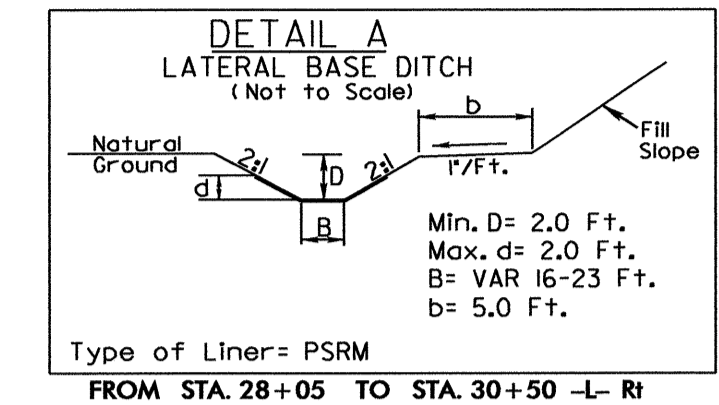 DETAIL A
LATERAL BASE DITCH
(Not to Scale)
b
Natural
Ground
2:1
D
2:1
1"/Ft.
Fill
Slope
d
B
Min. D= 2.0 Ft.
Max. d= 2.0 Ft.
B= VAR 16-23 Ft.
b= 5.0 Ft.
Type of Liner= PSRM
FROM STA. 28+05 TO STA. 30+50 -L- Rt